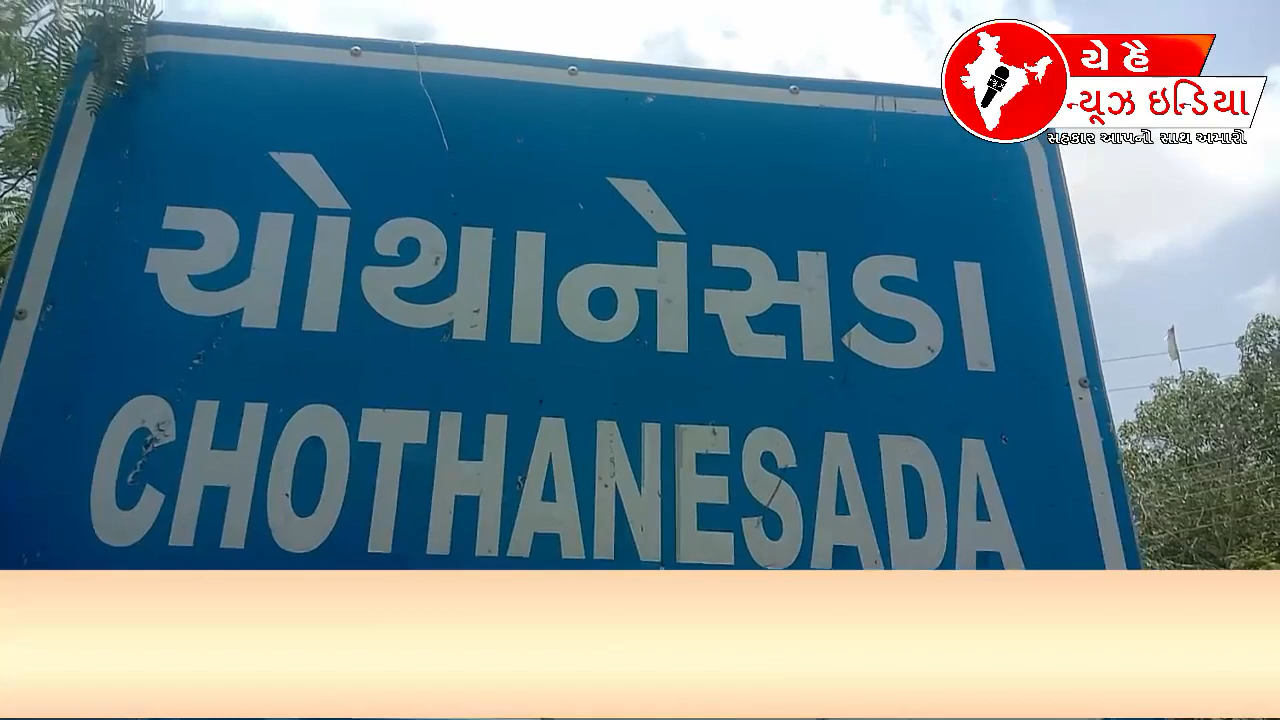 યે હૈ
ન્યૂઝ ઇન્ડિયા
સહકાર આપનો સાથ અમારો
ચોથાનેસડા
CHOTHANESADA